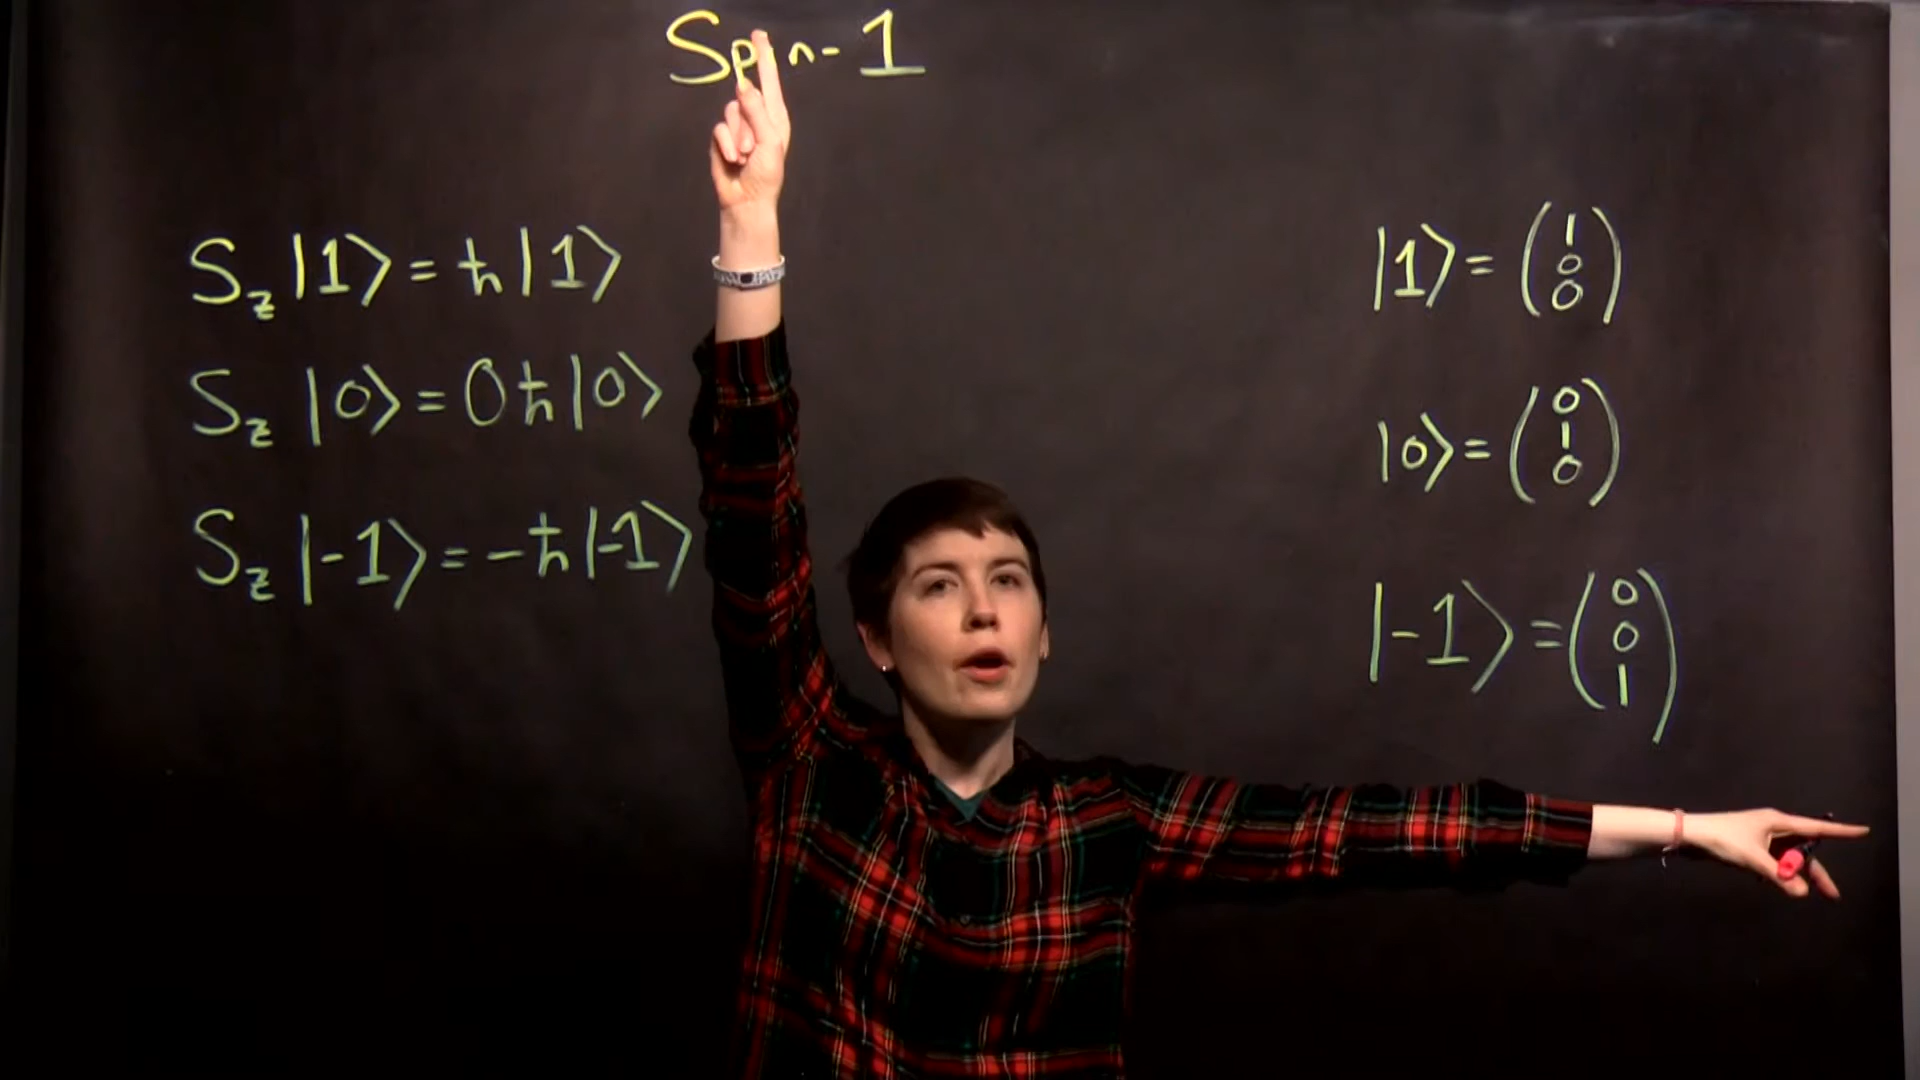 Spin-1
S_z |1⟩ = ħ |1⟩
S_z |0⟩ = 0ħ |0⟩
S_z |-1⟩ = -ħ |-1⟩
|1⟩ = (1 0 0)
|0⟩ = (0 1 0)
|-1⟩ = (0 0 1)